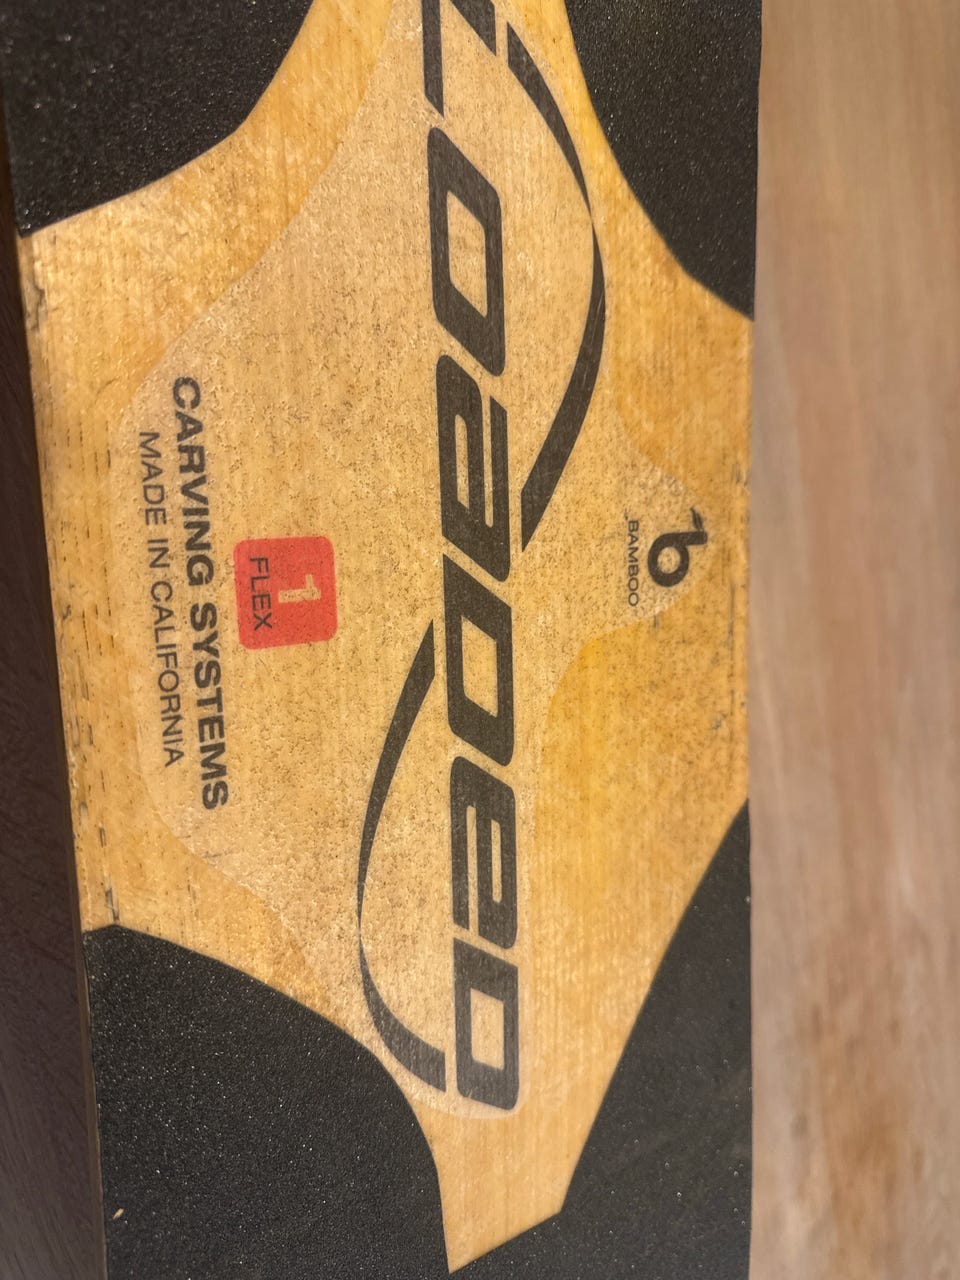 b
BAMBOO
Loaded
1
FLEX
CARVING SYSTEMS
MADE IN CALIFORNIA